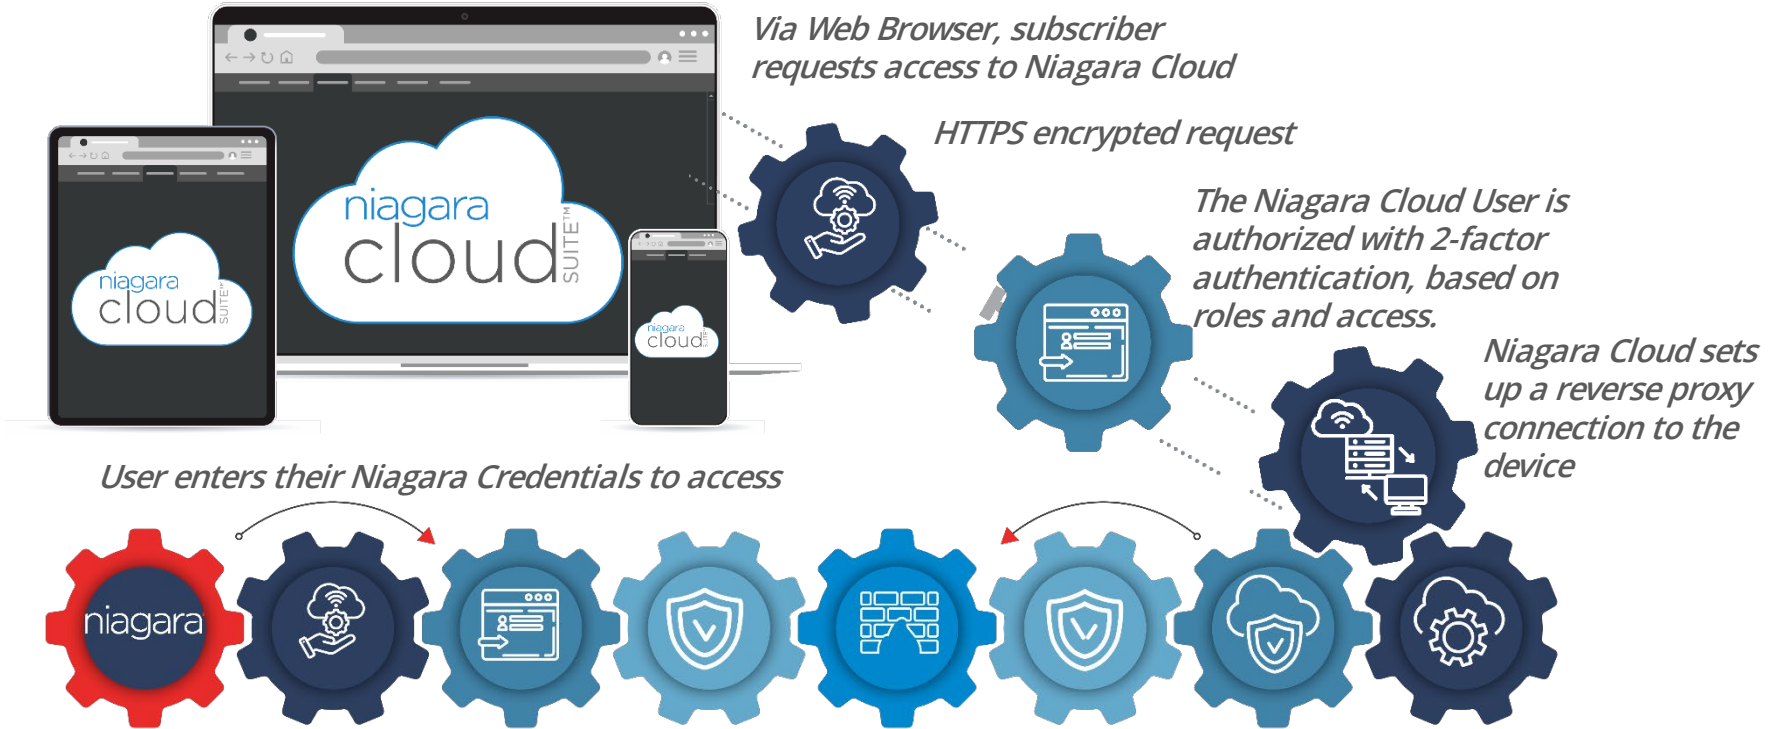 Via Web Browser, subscriber
requests access to Niagara Cloud
HTTPS encrypted request
The Niagara Cloud User is
authorized with 2-factor
authentication, based on
roles and access.
Niagara Cloud sets
up a reverse proxy
connection to the
device
niagara
cloud SUITE™
niagara
cloud SUITE™
niagara
cloud SUITE™
User enters their Niagara Credentials to access
niagara